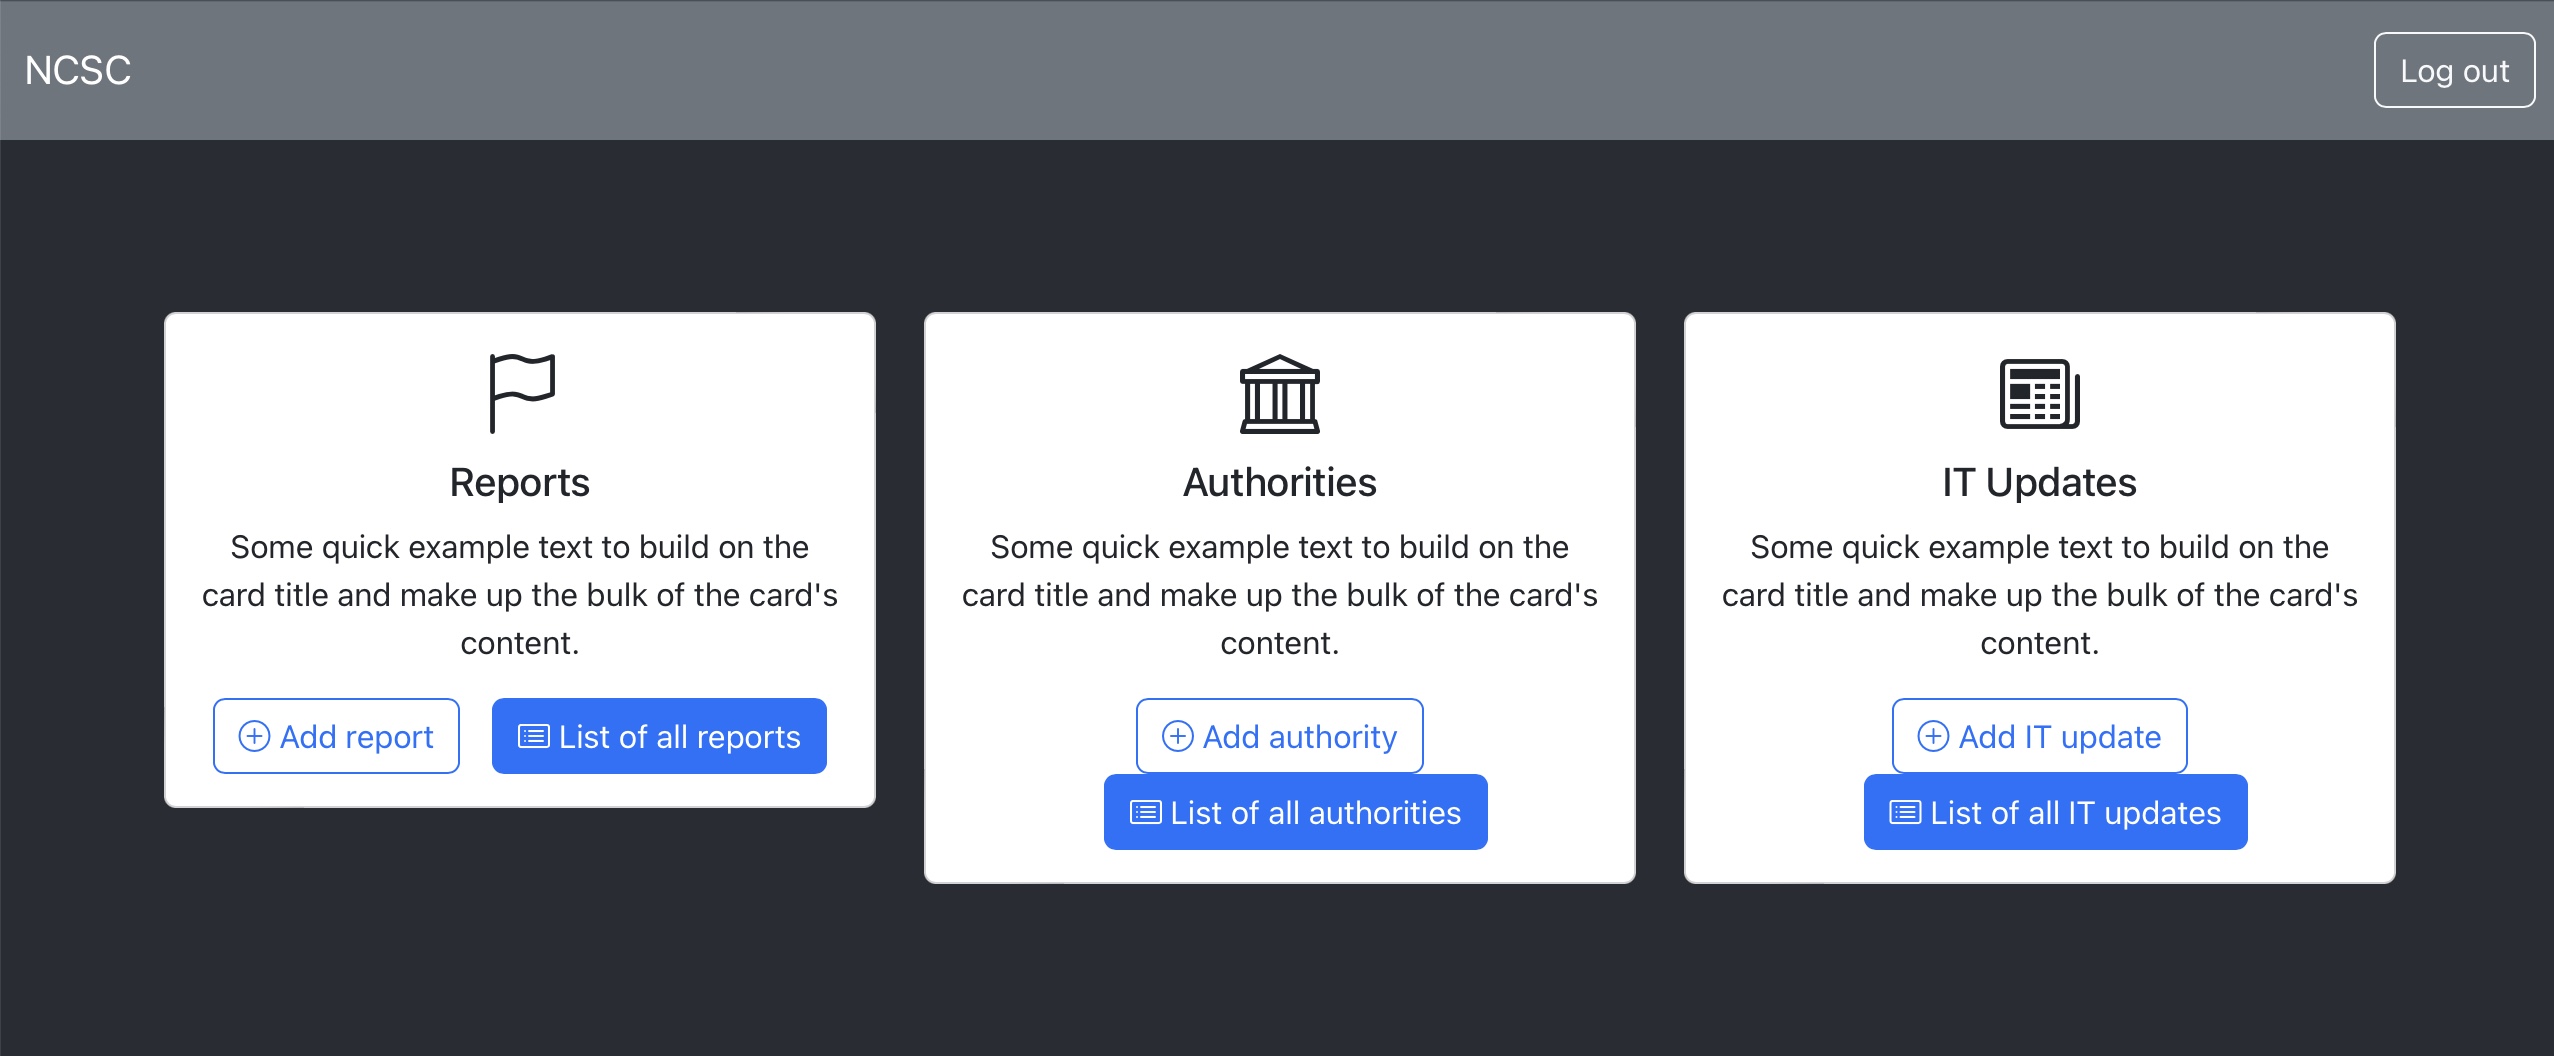 NCSC
Log out
Reports
Some quick example text to build on the
card title and make up the bulk of the card's
content.
Add report
List of all reports
Authorities
Some quick example text to build on the
card title and make up the bulk of the card's
content.
Add authority
List of all authorities
IT Updates
Some quick example text to build on the
card title and make up the bulk of the card's
content.
Add IT update
List of all IT updates